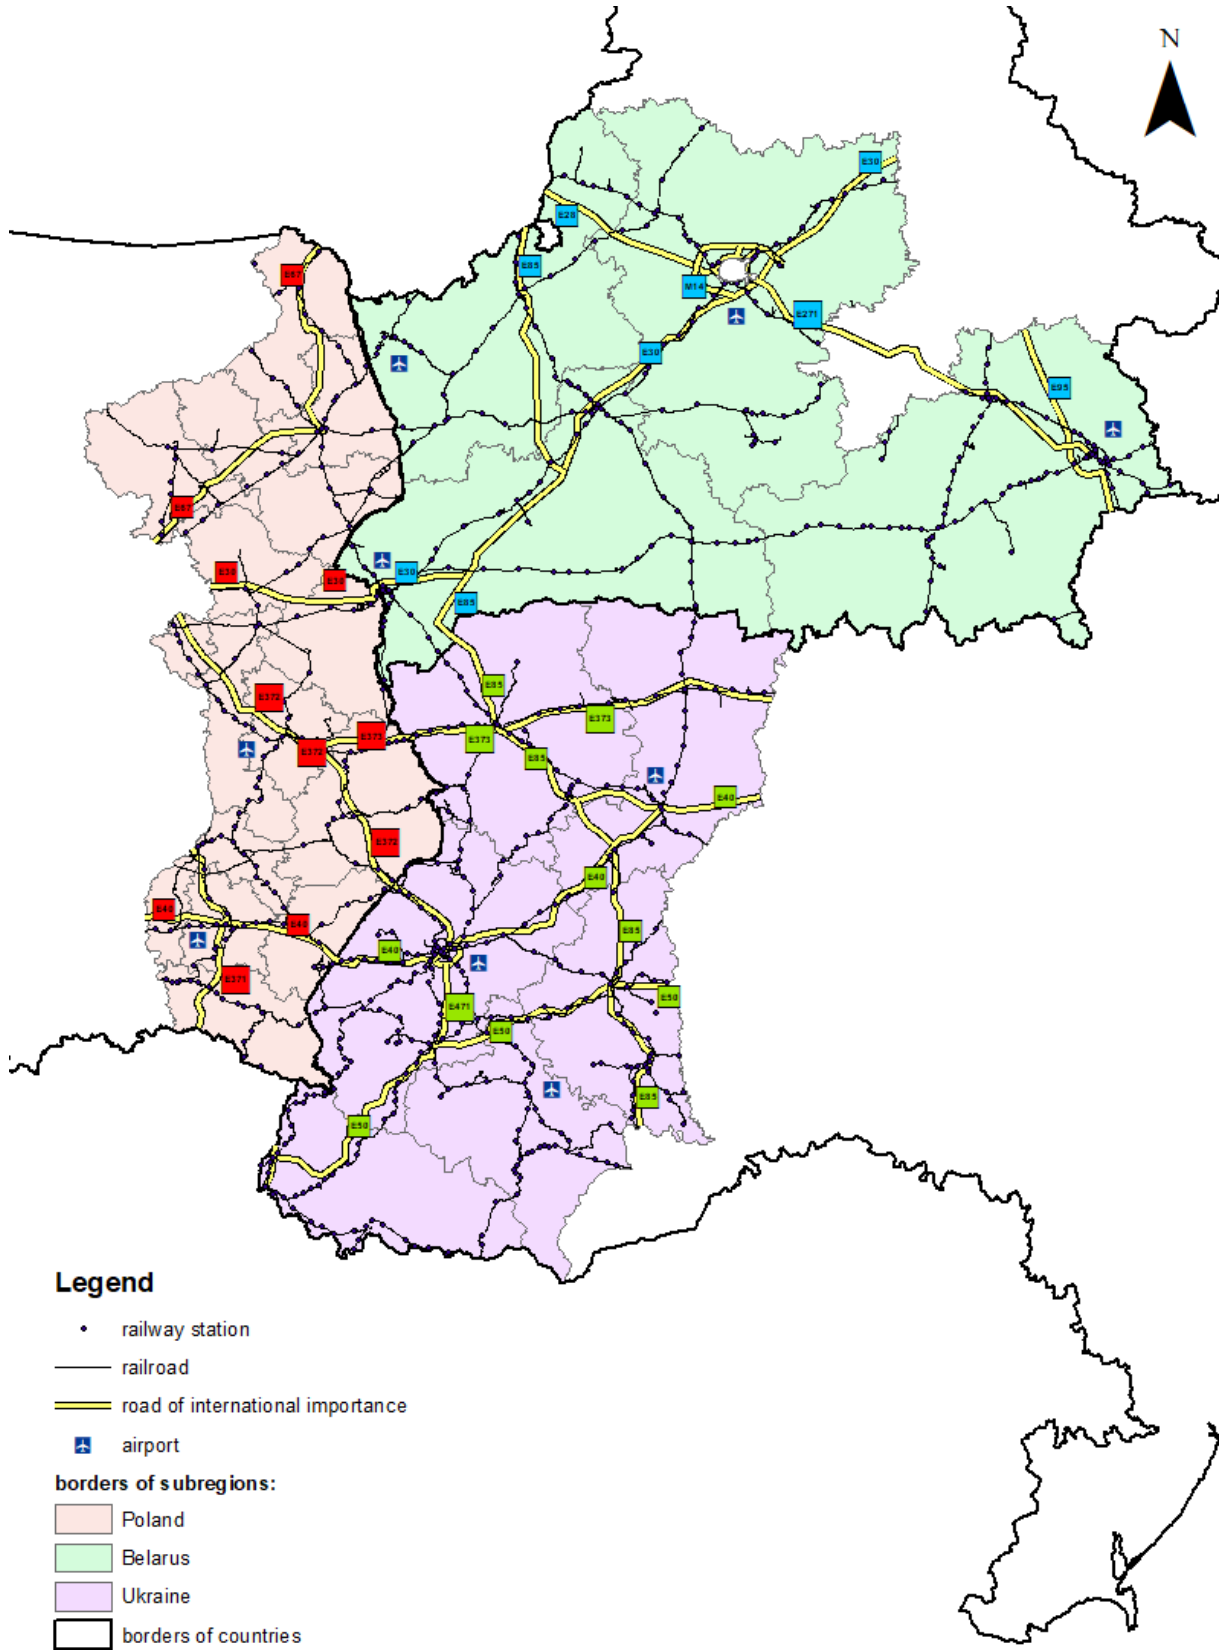 N
E30
E28
E85
E67
M14
E271
E30
E95
E67
E30
E30
E30
E85
E372
E85
E373
E373
E372
E373
E85
E40
E372
E40
E40
E40
E85
E40
E371
E50
E471
E50
E85
E50
Legend
railway station
railroad
road of international importance
airport
borders of subregions:
Poland
Belarus
Ukraine
borders of countries